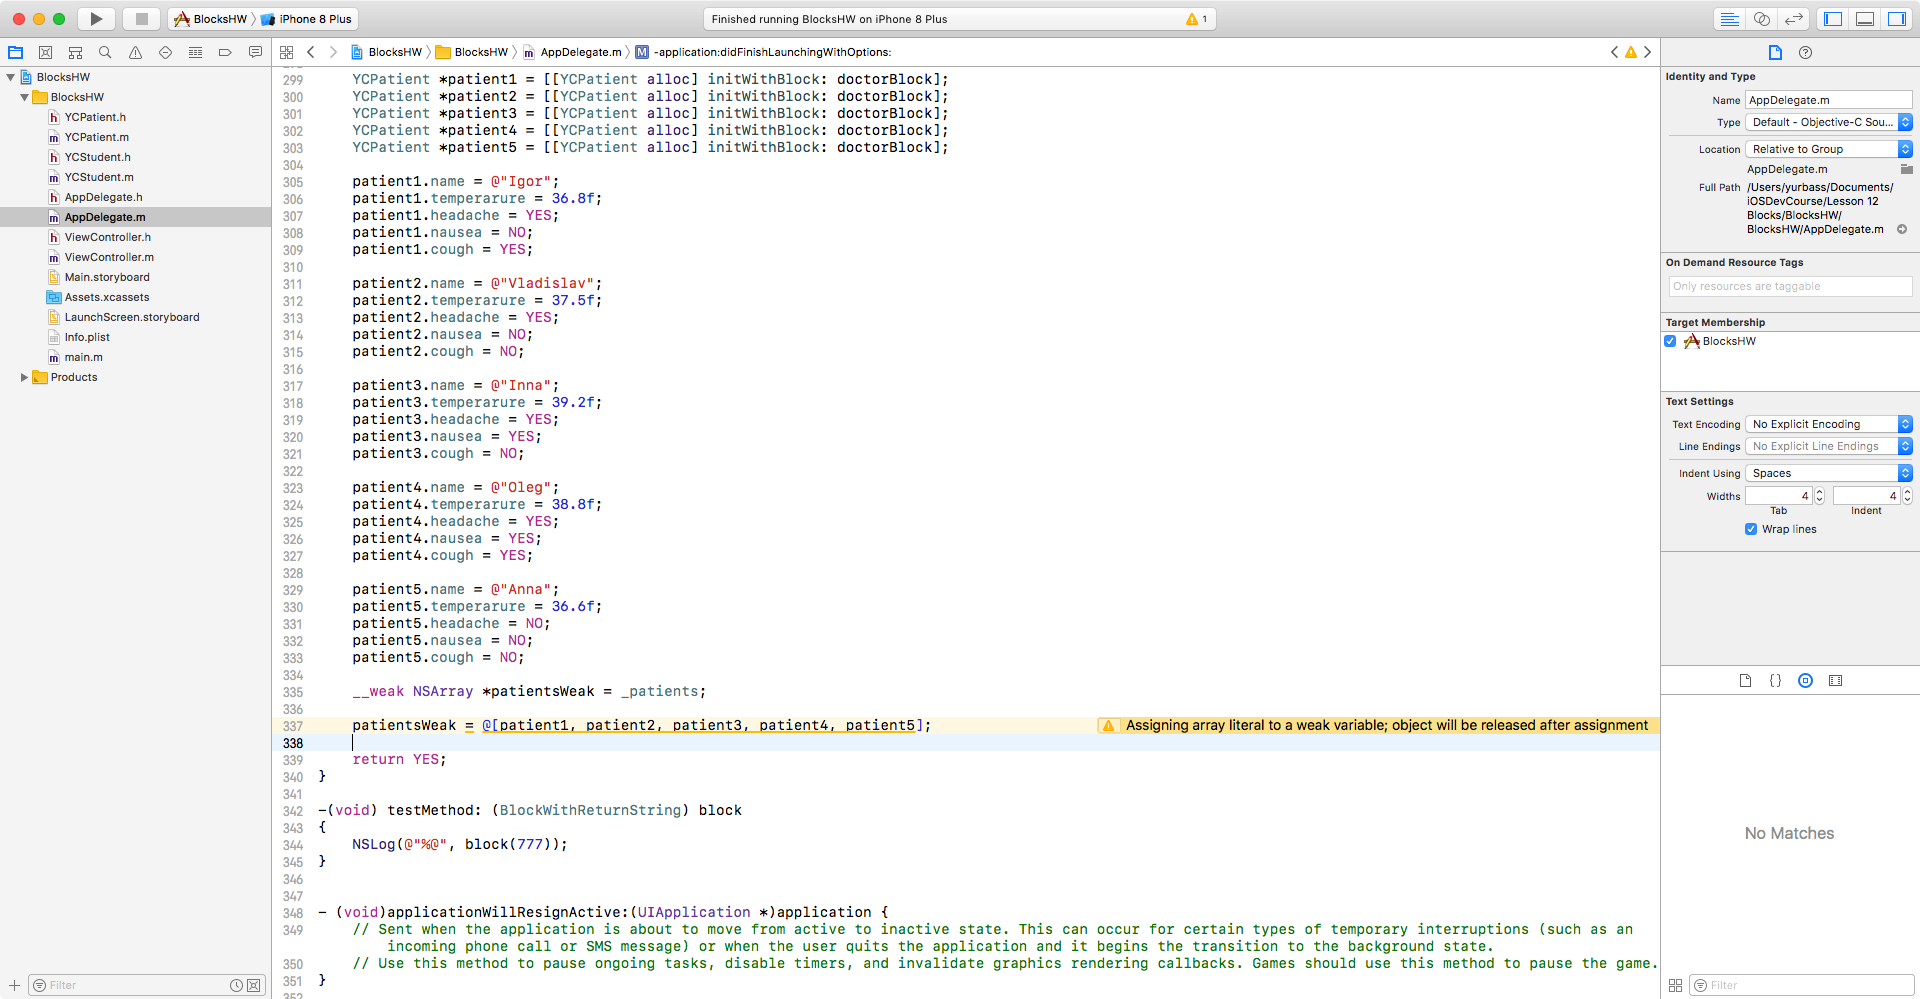 BlocksHW
iPhone 8 Plus
Finished running BlocksHW on iPhone 8 Plus
1
BlocksHW
BlocksHW
AppDelegate.m
M
-application:didFinishLaunchingWithOptions:
BlocksHW
BlocksHW
h YCPatient.h
m YCPatient.m
h YCStudent.h
m YCStudent.m
h AppDelegate.h
m AppDelegate.m
h ViewController.h
m ViewController.m
Main.storyboard
Assets.xcassets
LaunchScreen.storyboard
Info.plist
m main.m
Products
Filter
299 YCPatient *patient1 = [[YCPatient alloc] initWithBlock: doctorBlock];
300 YCPatient *patient2 = [[YCPatient alloc] initWithBlock: doctorBlock];
301 YCPatient *patient3 = [[YCPatient alloc] initWithBlock: doctorBlock];
302 YCPatient *patient4 = [[YCPatient alloc] initWithBlock: doctorBlock];
303 YCPatient *patient5 = [[YCPatient alloc] initWithBlock: doctorBlock];
304
305 patient1.name = @"Igor";
306 patient1.temperarure = 36.8f;
307 patient1.headache = YES;
308 patient1.nausea = NO;
309 patient1.cough = YES;
310
311 patient2.name = @"Vladislav";
312 patient2.temperarure = 37.5f;
313 patient2.headache = YES;
314 patient2.nausea = NO;
315 patient2.cough = NO;
316
317 patient3.name = @"Inna";
318 patient3.temperarure = 39.2f;
319 patient3.headache = YES;
320 patient3.nausea = YES;
321 patient3.cough = NO;
322
323 patient4.name = @"Oleg";
324 patient4.temperarure = 38.8f;
325 patient4.headache = YES;
326 patient4.nausea = YES;
327 patient4.cough = YES;
328
329 patient5.name = @"Anna";
330 patient5.temperarure = 36.6f;
331 patient5.headache = NO;
332 patient5.nausea = NO;
333 patient5.cough = NO;
334
335 __weak NSArray *patientsWeak = _patients;
336
337 patientsWeak = @[patient1, patient2, patient3, patient4, patient5]; Assigning array literal to a weak variable; object will be released after assignment
338
339 return YES;
340 }
341
342 -(void) testMethod: (BlockWithReturnString) block
343 {
344 NSLog(@"%@", block(777));
345 }
346
347
348 - (void)applicationWillResignActive:(UIApplication *)application {
349 // Sent when the application is about to move from active to inactive state. This can occur for certain types of temporary interruptions (such as an
incoming phone call or SMS message) or when the user quits the application and it begins the transition to the background state.
350 // Use this method to pause ongoing tasks, disable timers, and invalidate graphics rendering callbacks. Games should use this method to pause the game.
351 }
352
Identity and Type
Name AppDelegate.m
Type Default - Objective-C Sou...
Location Relative to Group
AppDelegate.m
Full Path /Users/yurbass/Documents/
iOSDevCourse/Lesson 12
Blocks/BlocksHW/
BlocksHW/AppDelegate.m
On Demand Resource Tags
Only resources are taggable
Target Membership
BlocksHW
Text Settings
Text Encoding No Explicit Encoding
Line Endings No Explicit Line Endings
Indent Using Spaces
Widths 4 4
Tab Indent
Wrap lines
{}
No Matches
Filter